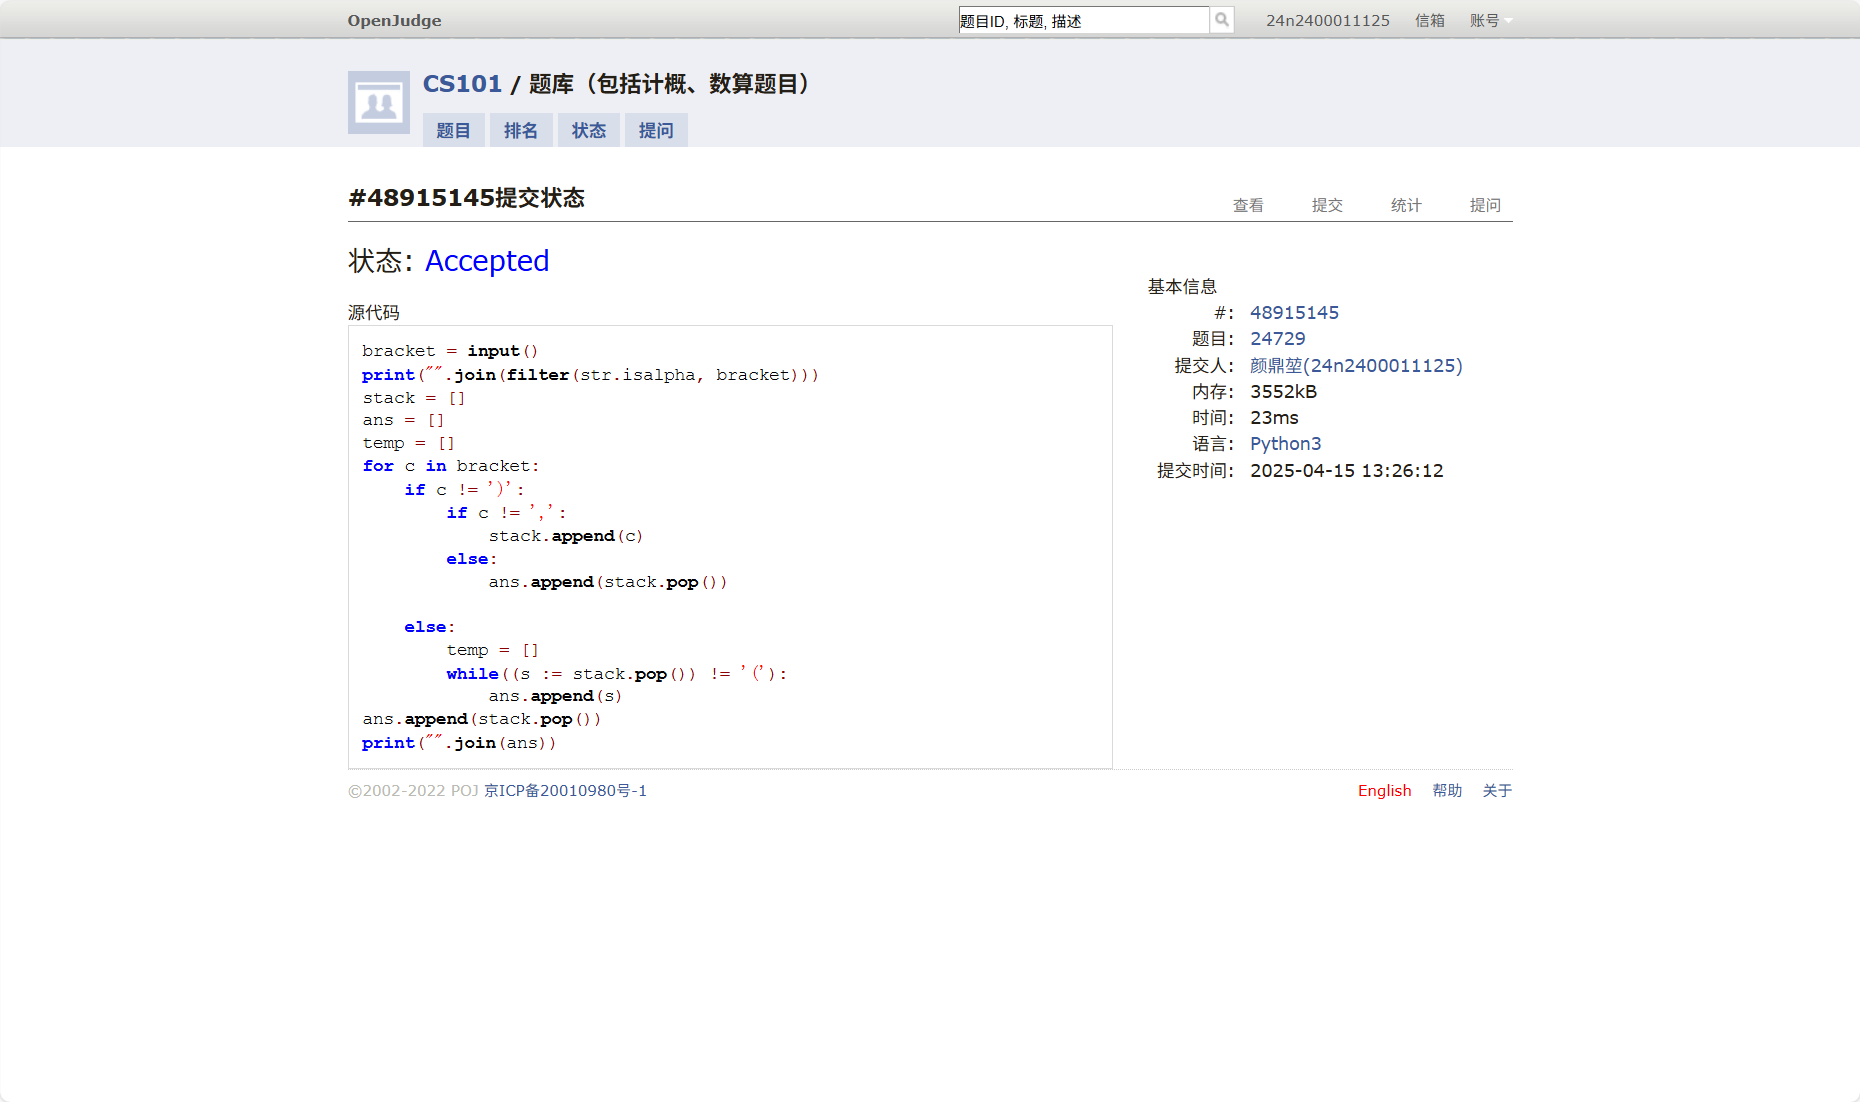 OpenJudge
题目ID, 标题, 描述
24n2400011125 信箱 账号
CS101 / 题库（包括计概、数算题目）
题目 排名 状态 提问
#48915145提交状态
查看 提交 统计 提问
状态: Accepted
源代码
bracket = input()
print("".join(filter(str.isalpha, bracket)))
stack = []
ans = []
temp = []
for c in bracket:
    if c != ')':
        if c != ',':
            stack.append(c)
        else:
            ans.append(stack.pop())
    else:
        temp = []
        while((s := stack.pop()) != '('):
            ans.append(s)
ans.append(stack.pop())
print("".join(ans))
基本信息
#: 48915145
题目: 24729
提交人: 颜鼎堃(24n2400011125)
内存: 3552kB
时间: 23ms
语言: Python3
提交时间: 2025-04-15 13:26:12
©2002-2022 POJ 京ICP备20010980号-1
English 帮助 关于